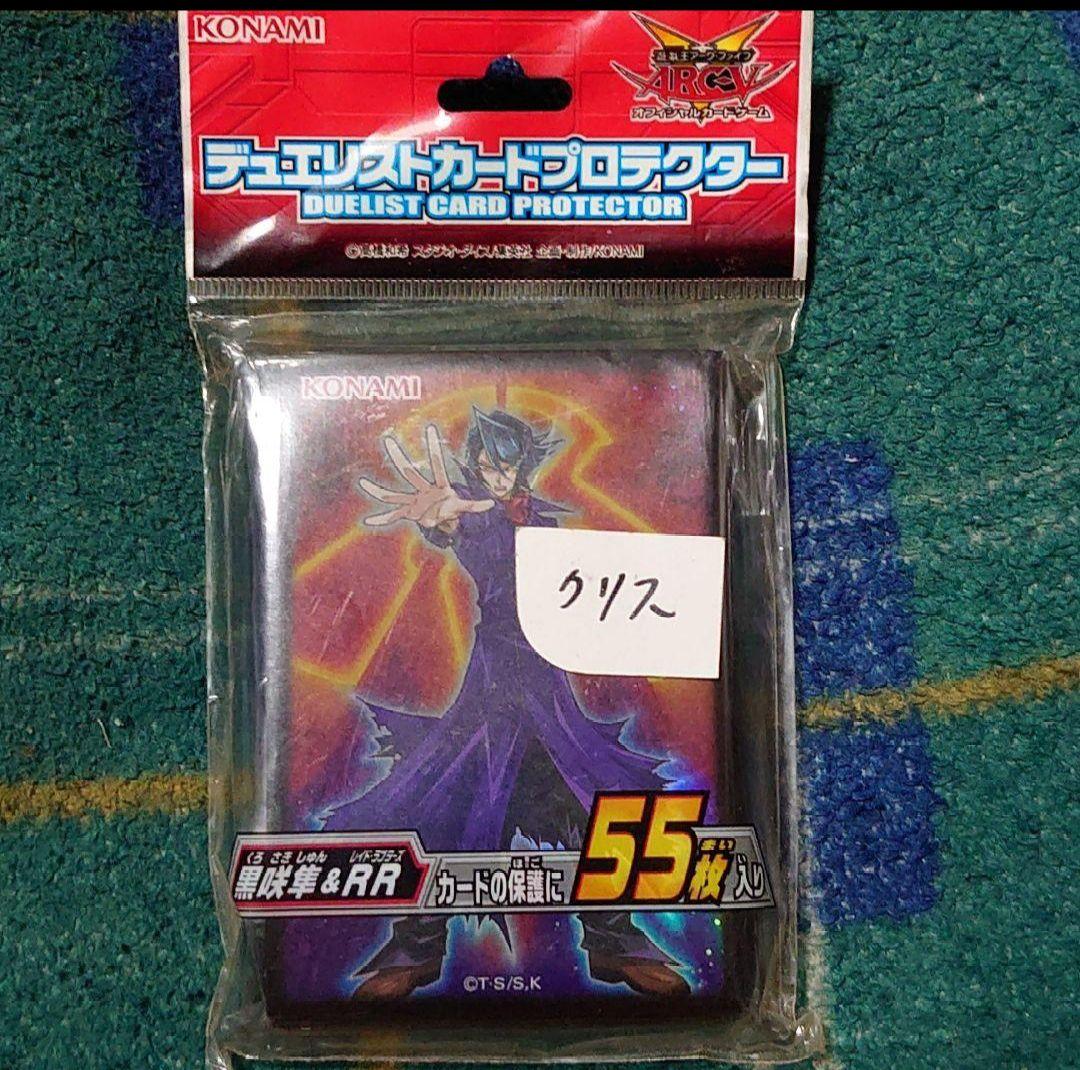 KONAMI
遊戯王アーク・ファイブ
ARC-V
オフィシャルカードゲーム
デュエリストカードプロテクター
DUELIST CARD PROTECTOR
©高橋和希 スタジオ・ダイス/集英社 企画・制作/KONAMI
KONAMI
クリス
くろ さき しゅん レイド・ラプターズ
黒咲隼&RR
ほご
カードの保護に
まい
55枚入り
©T·S/S,K